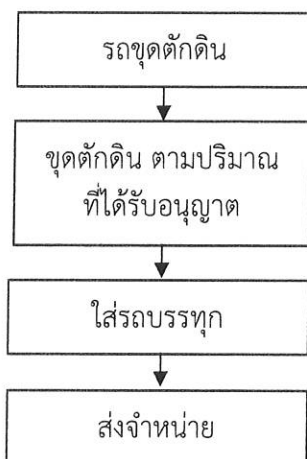 รถขุดตักดิน
ขุดตักดิน ตามปริมาณ
ที่ได้รับอนุญาต
ใส่รถบรรทุก
ส่งจำหน่าย